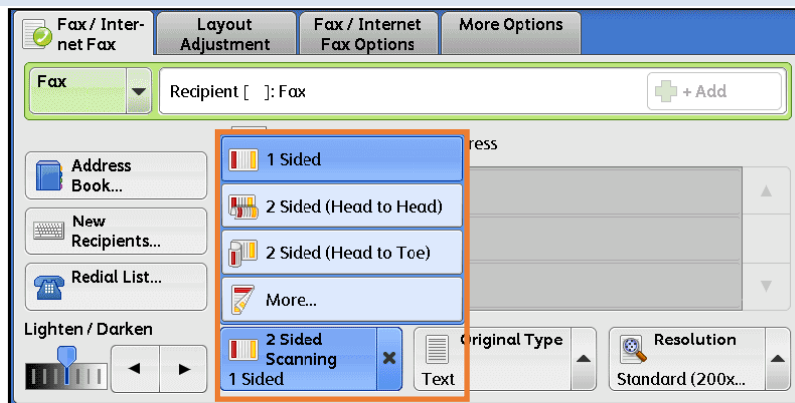 Fax / Inter-
net Fax
Layout
Adjustment
Fax / Internet
Fax Options
More Options
Fax
Recipient [  ]: Fax
+ Add
ress
Address
Book...
New
Recipients...
Redial List...
1 Sided
2 Sided (Head to Head)
2 Sided (Head to Toe)
More...
Lighten / Darken
2 Sided
Scanning
1 Sided
Original Type
Text
Resolution
Standard (200x...